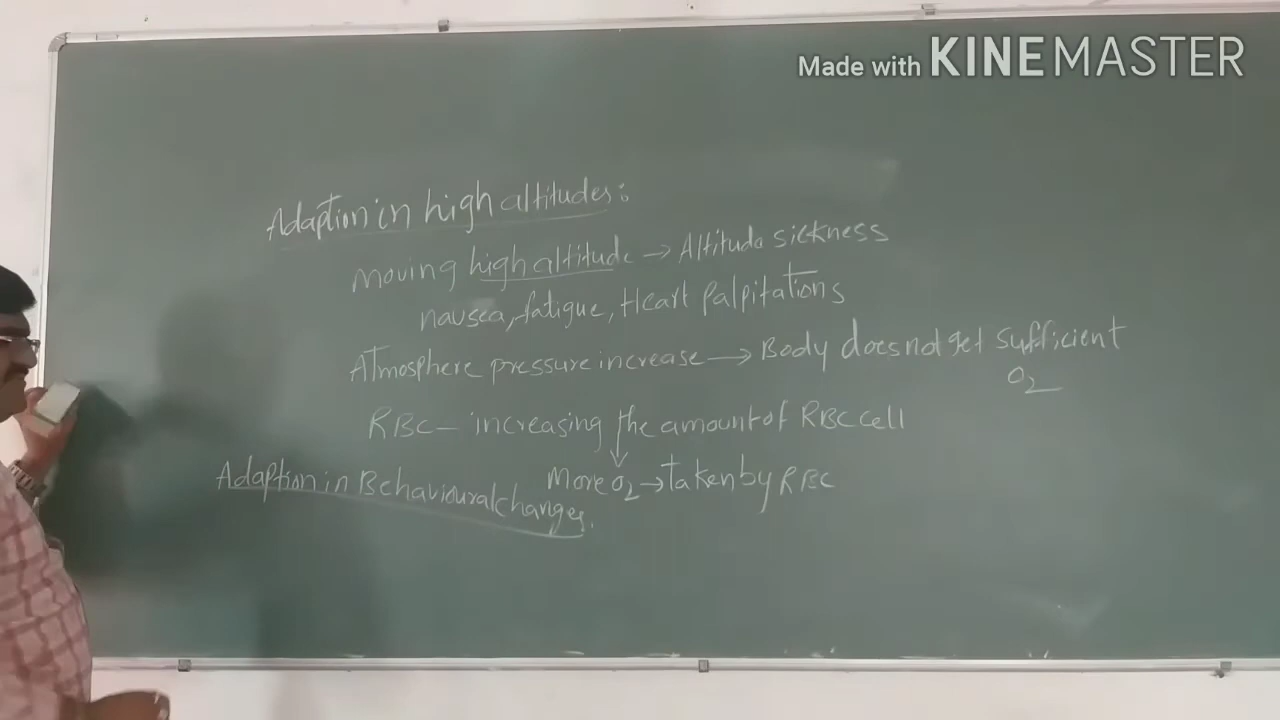 Made with KINEMASTER
Adaption in high altitudes:
Moving high altitude → Altitude sickness
nausea, fatigue, Heart Palpitations
Atmosphere pressure increase → Body does not get sufficient
O2
RBC - increasing the amount of RBC cell
More O2 → taken by RBC
Adaption in Behavioural changes.